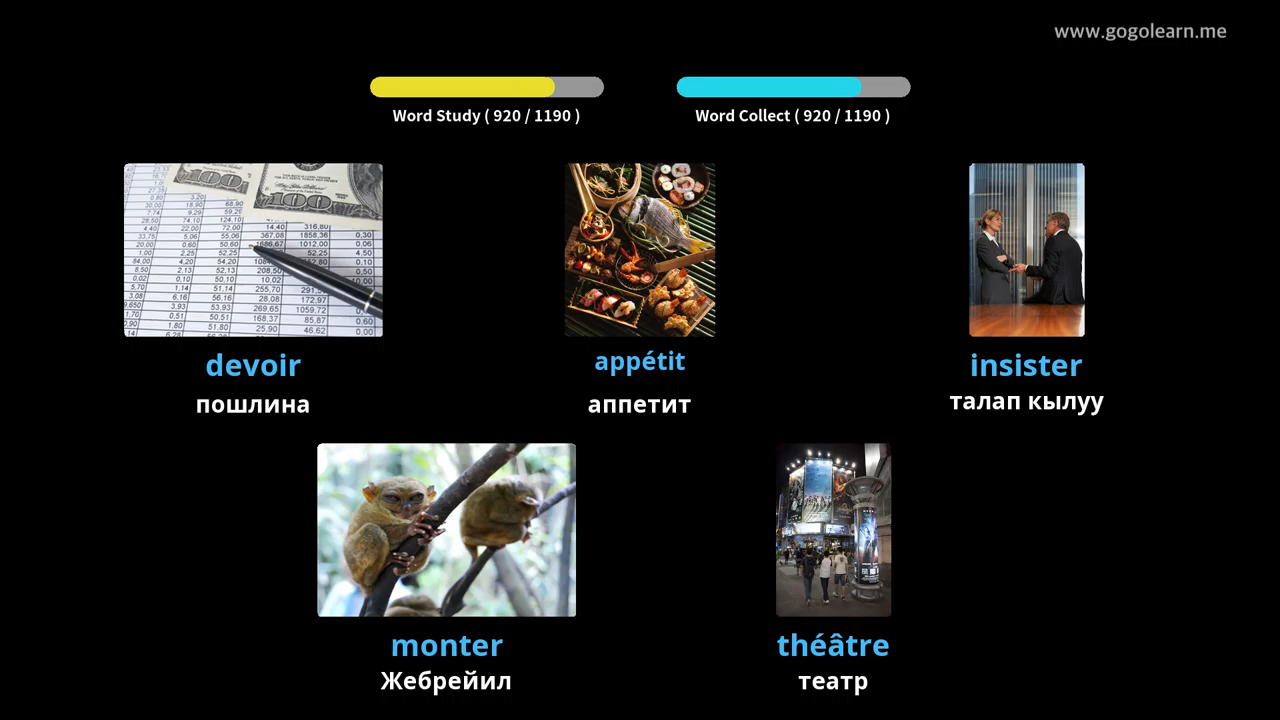 www.gogolearn.me
Word Study ( 920 / 1190 )
Word Collect ( 920 / 1190 )
devoir
пошлина
appétit
аппетит
insister
талап кылуу
monter
Жебрейил
théâtre
театр